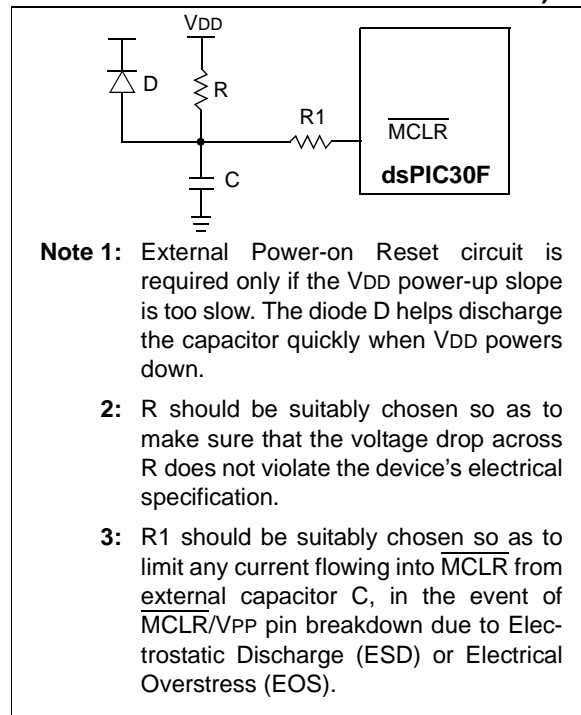 VDD
D
R
R1
MCLR
dsPIC30F
C
Note 1: External Power-on Reset circuit is
required only if the VDD power-up slope
is too slow. The diode D helps discharge
the capacitor quickly when VDD powers
down.
2: R should be suitably chosen so as to
make sure that the voltage drop across
R does not violate the device's electrical
specification.
3: R1 should be suitably chosen so as to
limit any current flowing into MCLR from
external capacitor C, in the event of
MCLR/VPP pin breakdown due to Elec-
trostatic Discharge (ESD) or Electrical
Overstress (EOS).